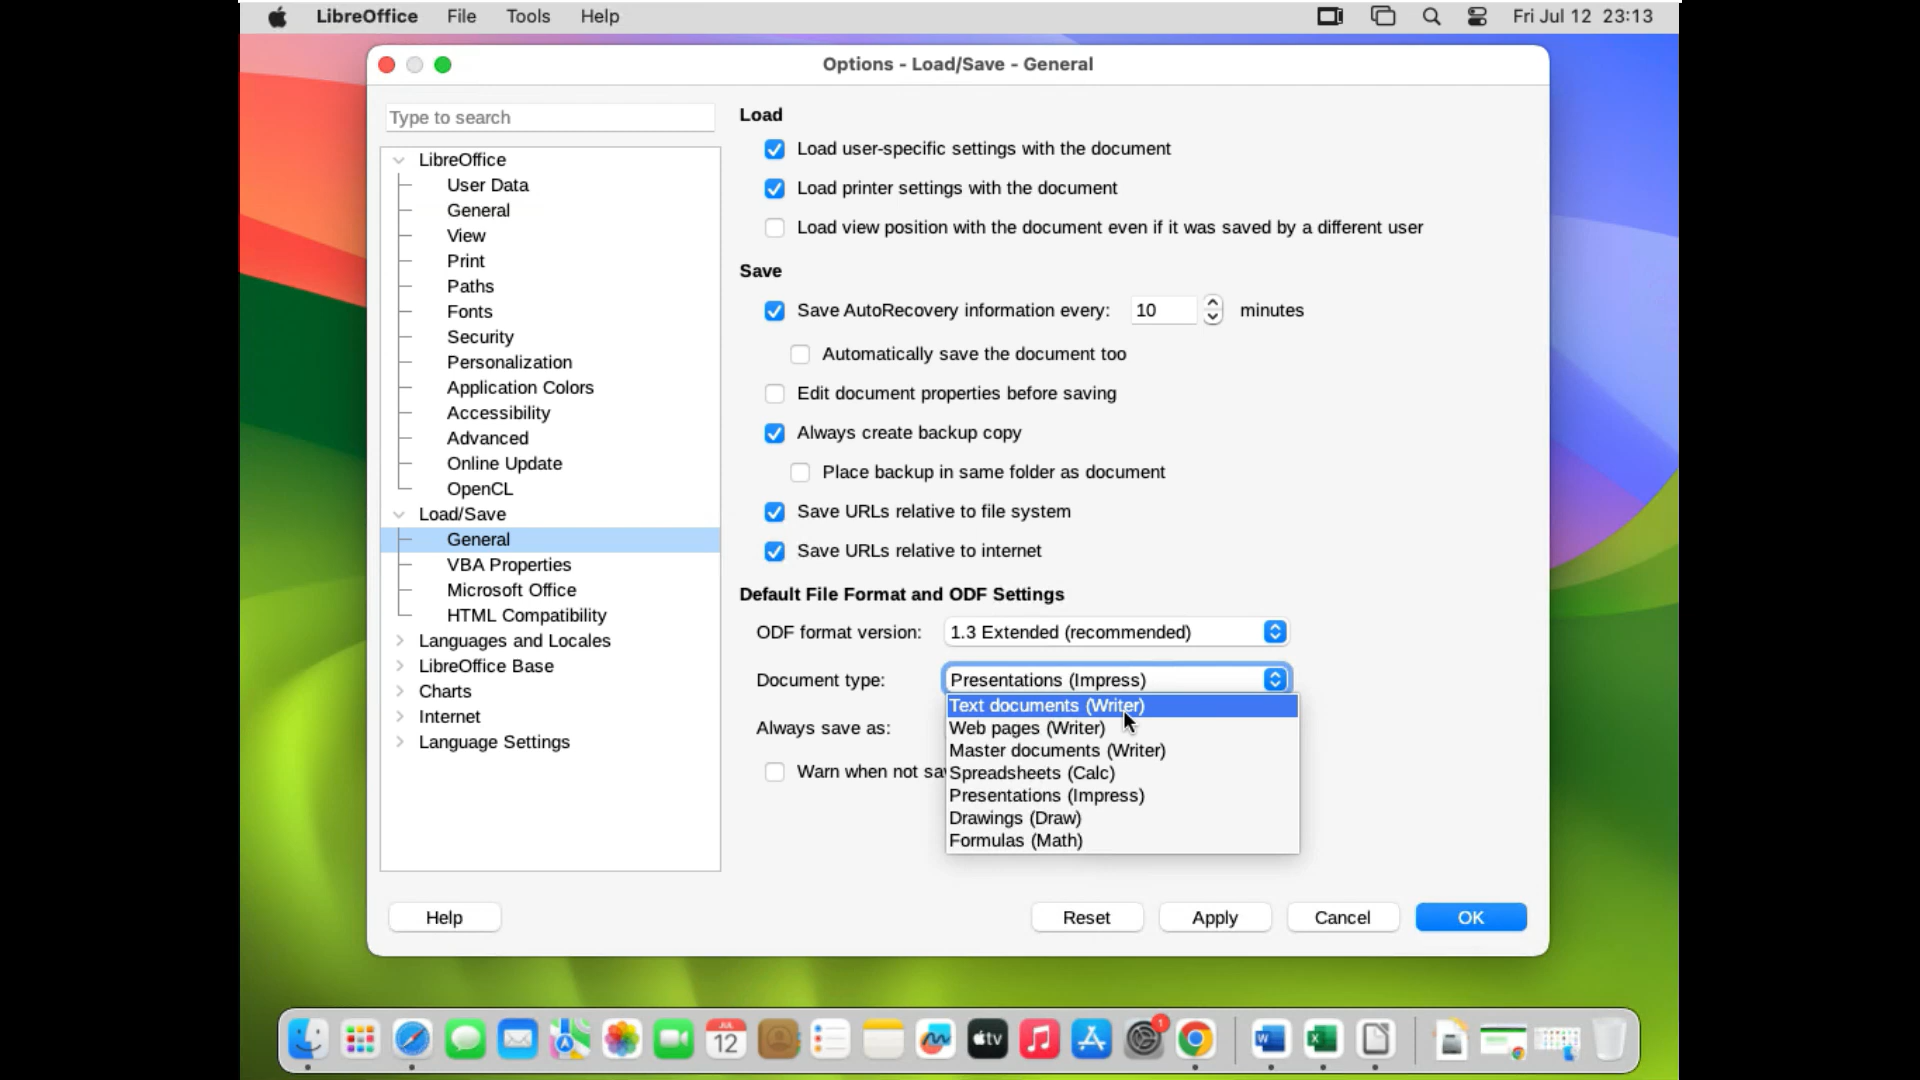 LibreOffice File Tools Help Fri Jul 12 23:13
Options - Load/Save - General
Type to search
LibreOffice
User Data
General
View
Print
Paths
Fonts
Security
Personalization
Application Colors
Accessibility
Advanced
Online Update
OpenCL
Load/Save
General
VBA Properties
Microsoft Office
HTML Compatibility
Languages and Locales
LibreOffice Base
Charts
Internet
Language Settings
Load
Load user-specific settings with the document
Load printer settings with the document
Load view position with the document even if it was saved by a different user
Save
Save AutoRecovery information every: 10 minutes
Automatically save the document too
Edit document properties before saving
Always create backup copy
Place backup in same folder as document
Save URLs relative to file system
Save URLs relative to internet
Default File Format and ODF Settings
ODF format version: 1.3 Extended (recommended)
Document type: Presentations (Impress)
Text documents (Writer)
Always save as:
Web pages (Writer)
Master documents (Writer)
Warn when not sav
Spreadsheets (Calc)
Presentations (Impress)
Drawings (Draw)
Formulas (Math)
Help Reset Apply Cancel OK
JUL
12
tv
1
W
X